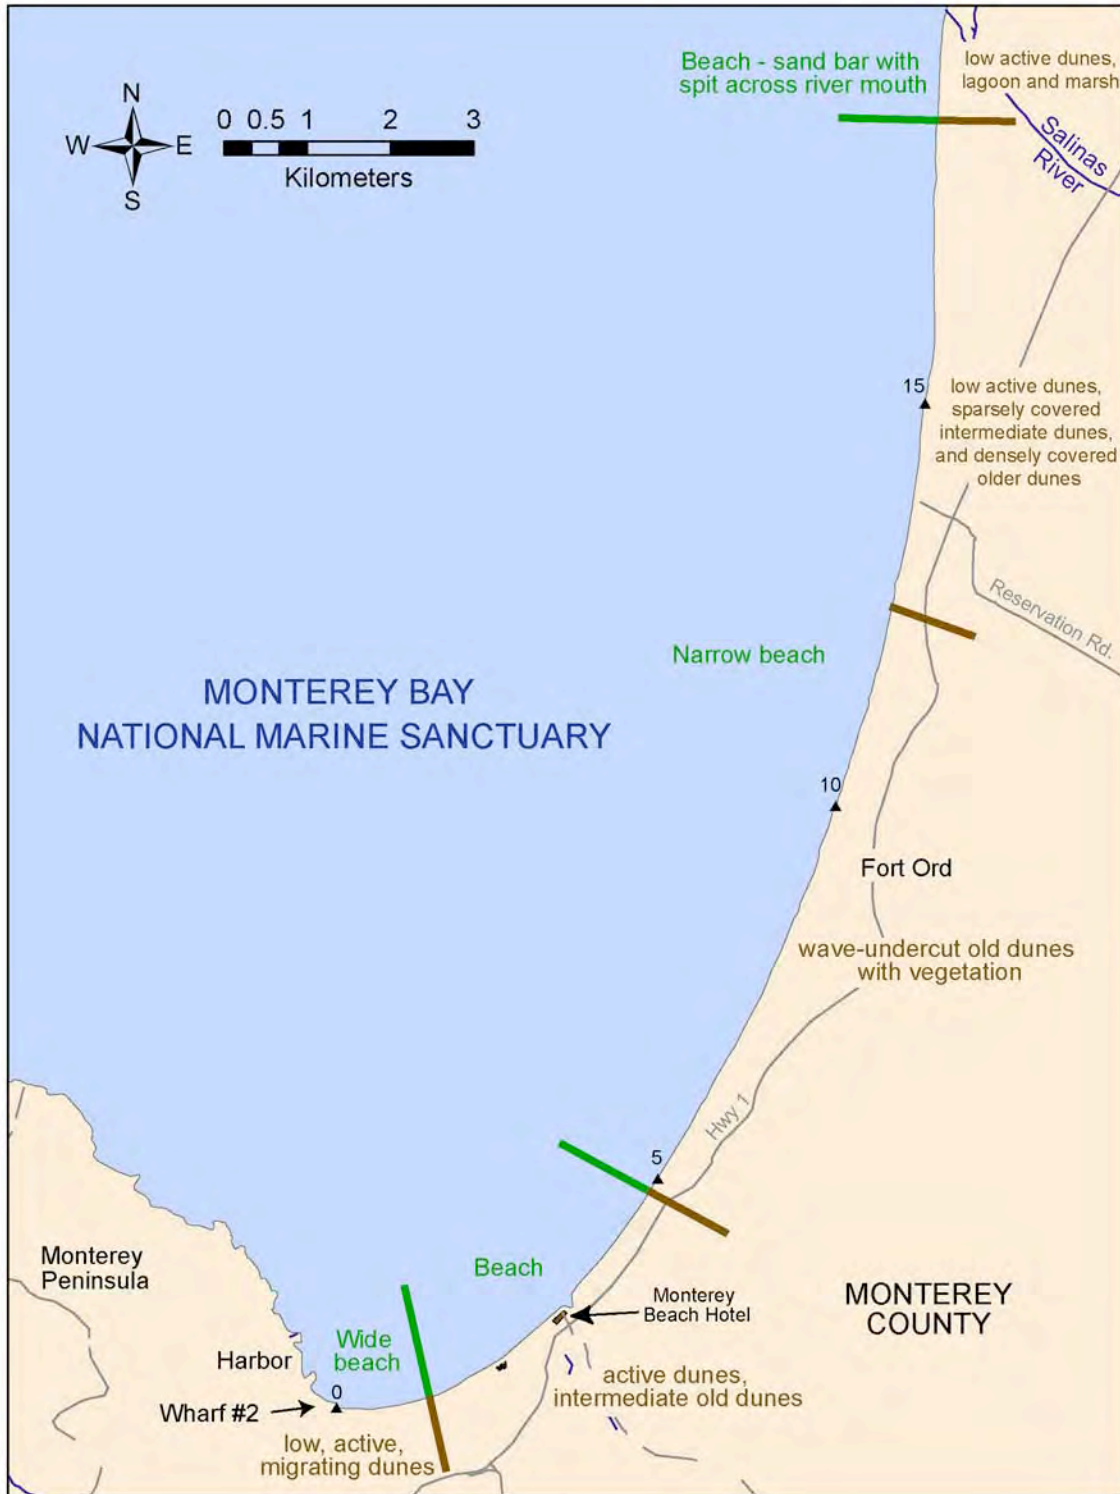 Beach - sand bar with
spit across river mouth
low active dunes,
lagoon and marsh
N
W E
S
0 0.5 1 2 3
Kilometers
Salinas
River
15
low active dunes,
sparsely covered
intermediate dunes,
and densely covered
older dunes
Reservation Rd.
Narrow beach
MONTEREY BAY
NATIONAL MARINE SANCTUARY
10
Fort Ord
wave-undercut old dunes
with vegetation
Hwy 1
5
Monterey
Peninsula
Beach
Monterey
Beach Hotel
MONTEREY
COUNTY
Wide
beach
Harbor
0
Wharf #2
active dunes,
intermediate old dunes
low, active,
migrating dunes